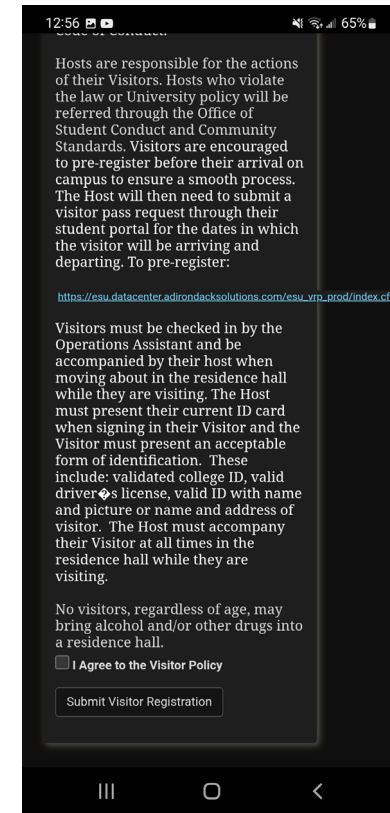 12:56 65%
Code of Conduct.
Hosts are responsible for the actions
of their Visitors. Hosts who violate
the law or University policy will be
referred through the Office of
Student Conduct and Community
Standards. Visitors are encouraged
to pre-register before their arrival on
campus to ensure a smooth process.
The Host will then need to submit a
visitor pass request through their
student portal for the dates in which
the visitor will be arriving and
departing. To pre-register:
https://esu.datacenter.adirondacksolutions.com/esu_vrp_prod/index.cf
Visitors must be checked in by the
Operations Assistant and be
accompanied by their host when
moving about in the residence hall
while they are visiting. The Host
must present their current ID card
when signing in their Visitor and the
Visitor must present an acceptable
form of identification.  These
include: validated college ID, valid
driver�s license, valid ID with name
and picture or name and address of
visitor.  The Host must accompany
their Visitor at all times in the
residence hall while they are
visiting.
No visitors, regardless of age, may
bring alcohol and/or other drugs into
a residence hall.
I Agree to the Visitor Policy
Submit Visitor Registration